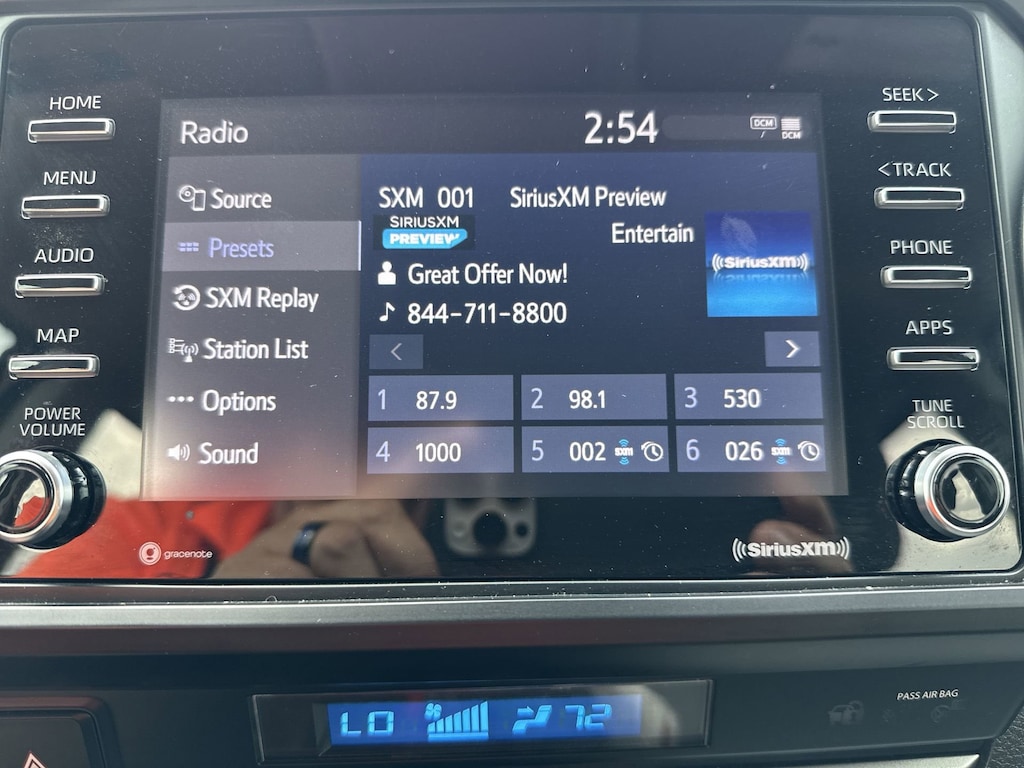 HOME
MENU
AUDIO
MAP
POWER
VOLUME
Radio
2:54
DCM
DCM
Source
Presets
SXM Replay
Station List
Options
Sound
SXM 001 SiriusXM Preview
SIRIUSXM
PREVIEW
Entertain
Great Offer Now!
844-711-8800
((SiriusXM))
< >
1 87.9
2 98.1
3 530
4 1000
5 002 sxm
6 026 sxm
SEEK >
< TRACK
PHONE
APPS
TUNE
SCROLL
gracenote
((SiriusXM))
LO 72
PASS AIR BAG